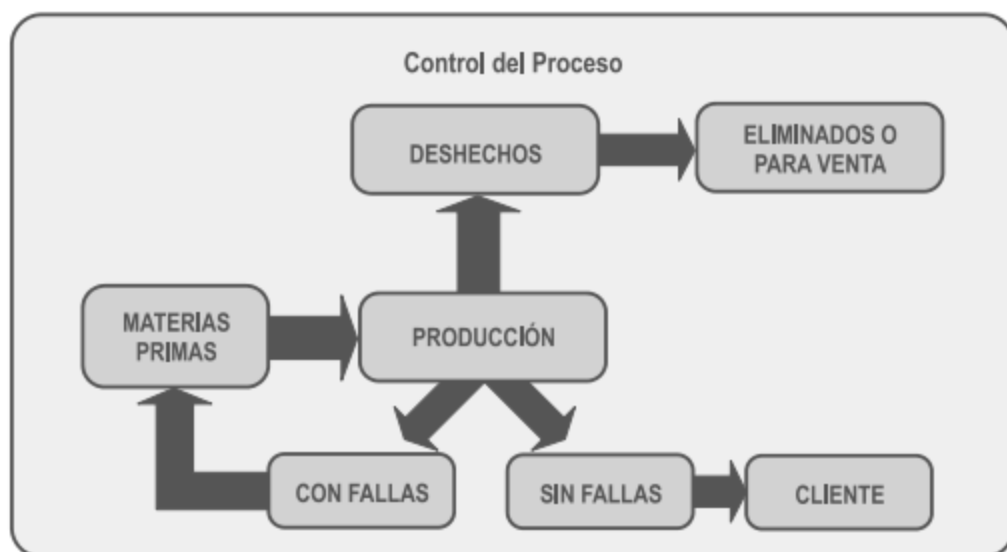 Control del Proceso
DESHECHOS
ELIMINADOS O
PARA VENTA
MATERIAS
PRIMAS
PRODUCCIÓN
CON FALLAS
SIN FALLAS
CLIENTE